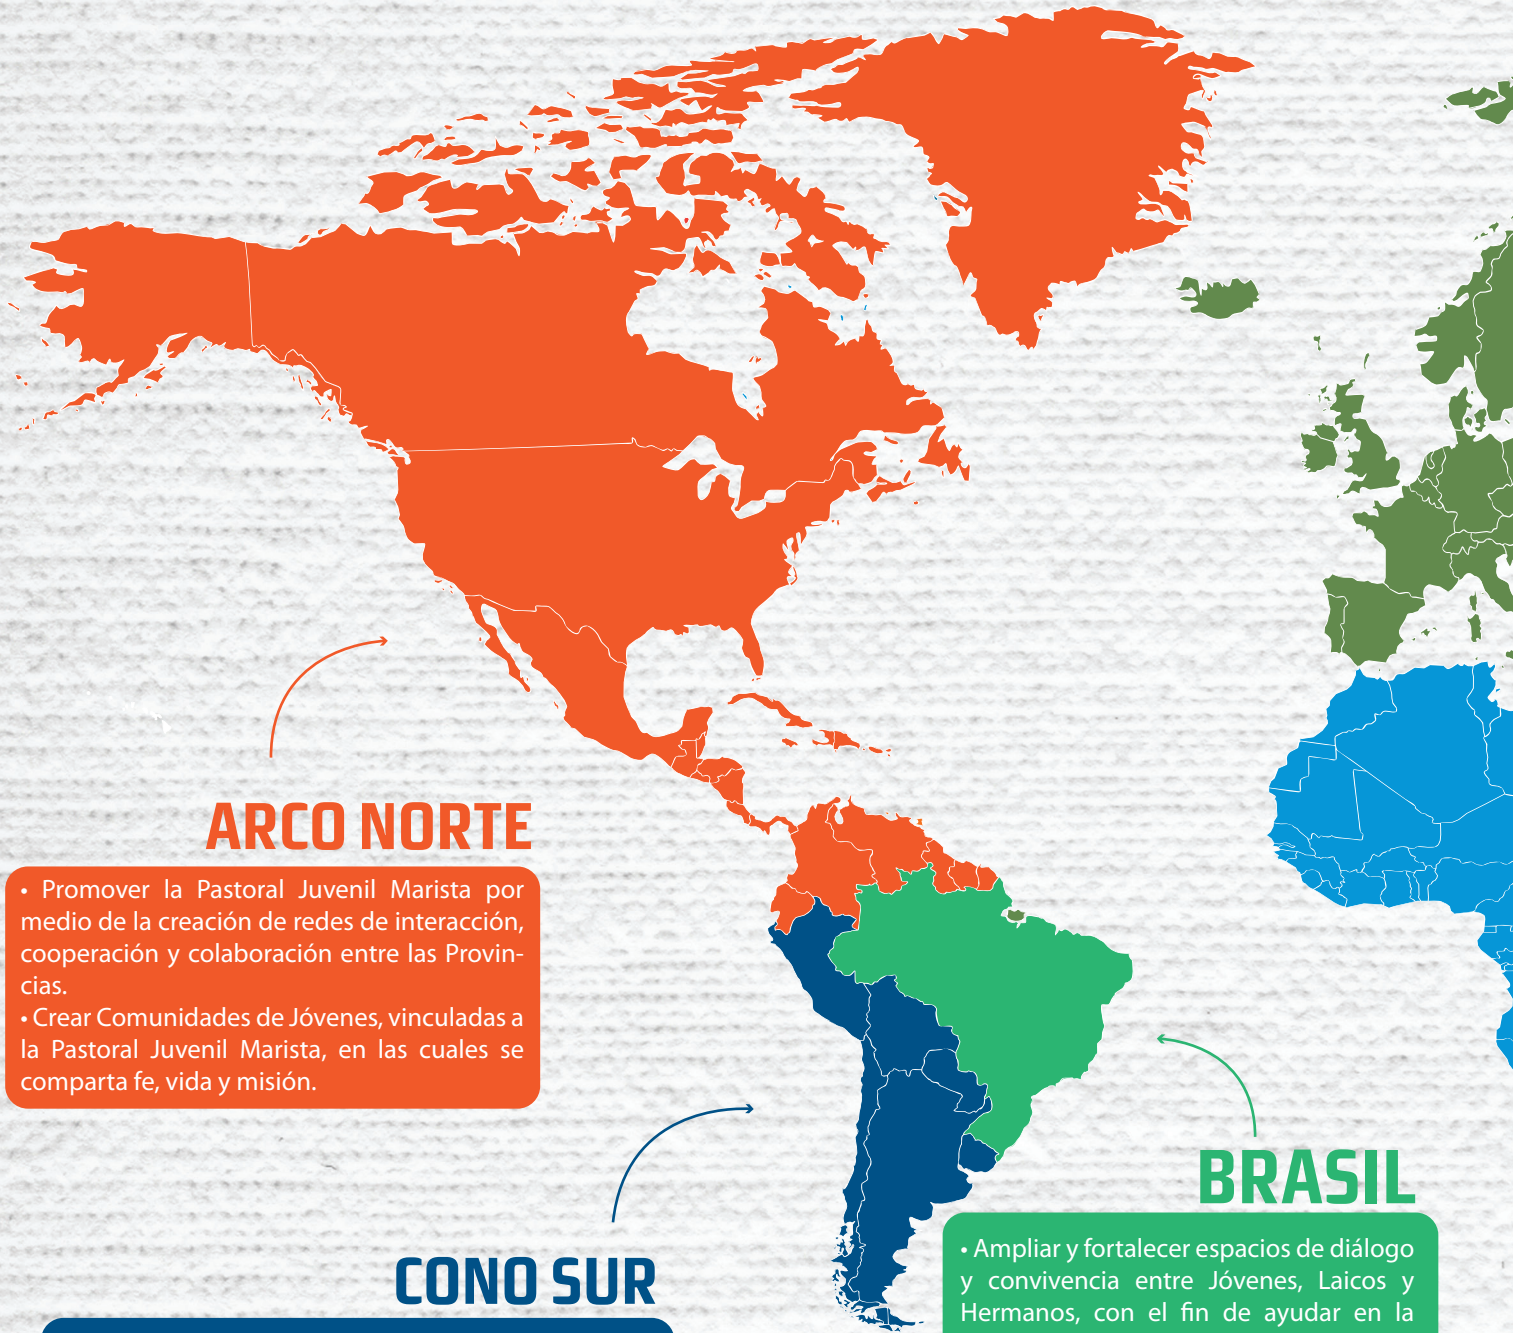 ARCO NORTE
• Promover la Pastoral Juvenil Marista por
medio de la creación de redes de interacción,
cooperación y colaboración entre las Provin-
cias.
• Crear Comunidades de Jóvenes, vinculadas a
la Pastoral Juvenil Marista, en las cuales se
comparta fe, vida y misión.
CONO SUR
BRASIL
• Ampliar y fortalecer espacios de diálogo
y convivencia entre Jóvenes, Laicos y
Hermanos, con el fin de ayudar en la